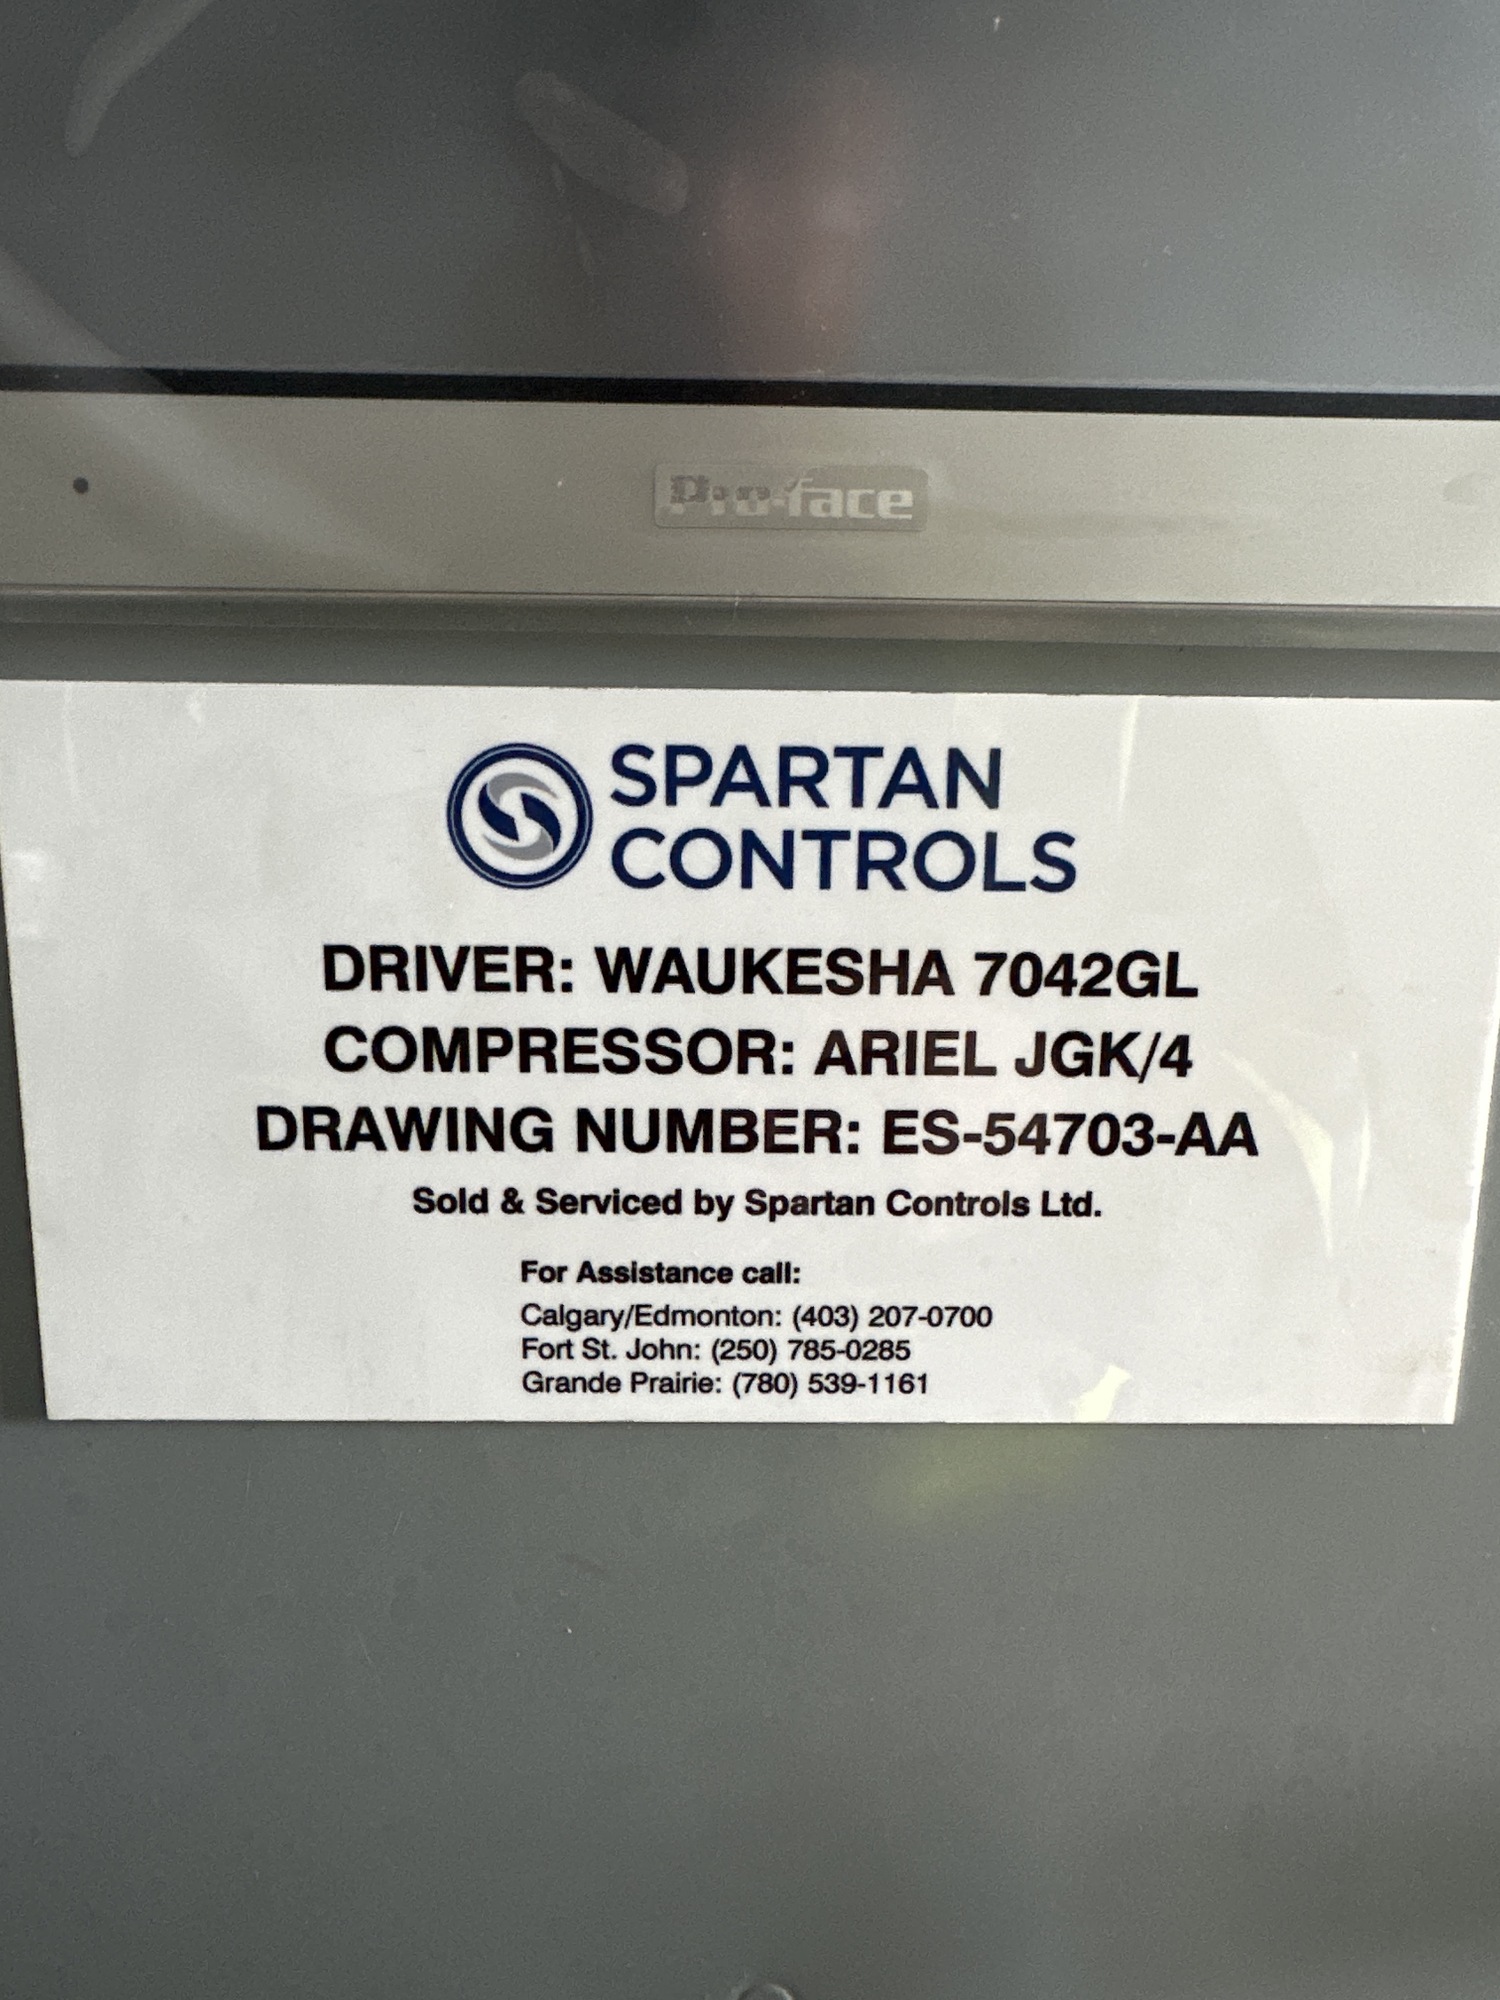 Pro-face
SPARTAN
CONTROLS
DRIVER: WAUKESHA 7042GL
COMPRESSOR: ARIEL JGK/4
DRAWING NUMBER: ES-54703-AA
Sold & Serviced by Spartan Controls Ltd.
For Assistance call:
Calgary/Edmonton: (403) 207-0700
Fort St. John: (250) 785-0285
Grande Prairie: (780) 539-1161